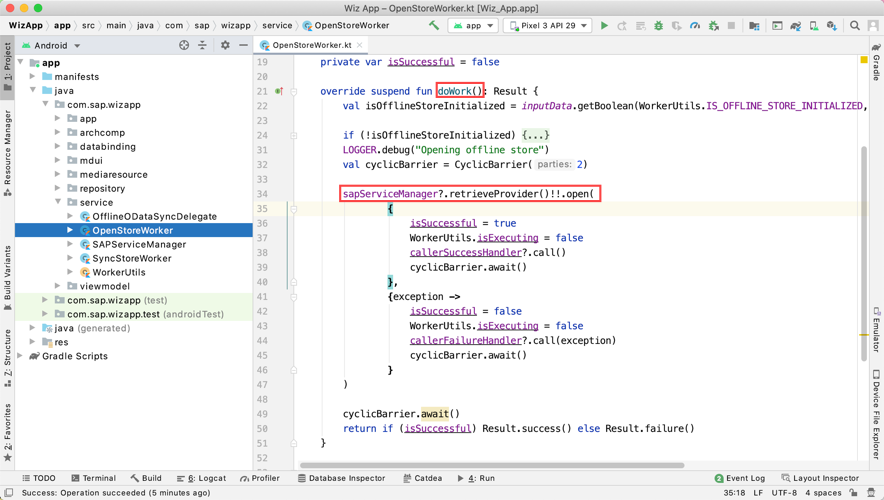 Wiz App – OpenStoreWorker.kt [Wiz_App.app]
WizApp app src main java com sap wizapp service OpenStoreWorker app Pixel 3 API 29
Android
OpenStoreWorker.kt
1: Project
Resource Manager
Build Variants
Z: Structure
2: Favorites
app
manifests
java
com.sap.wizapp
app
archcomp
databinding
mdui
mediaresource
repository
service
OfflineODataSyncDelegate
OpenStoreWorker
SAPServiceManager
SyncStoreWorker
WorkerUtils
viewmodel
com.sap.wizapp (test)
com.sap.wizapp.test (androidTest)
java (generated)
res
Gradle Scripts
19 private var isSuccessful = false
20
21 override suspend fun doWork(): Result {
22 val isOfflineStoreInitialized = inputData.getBoolean(WorkerUtils.IS_OFFLINE_STORE_INITIALIZED,
23
24 if (!isOfflineStoreInitialized) {...}
31 LOGGER.debug("Opening offline store")
32 val cyclicBarrier = CyclicBarrier( parties: 2)
33
34 sapServiceManager?.retrieveProvider()!!.open(
35 {
36 isSuccessful = true
37 WorkerUtils.isExecuting = false
38 callerSuccessHandler?.call()
39 cyclicBarrier.await()
40 },
41 {exception ->
42 isSuccessful = false
43 WorkerUtils.isExecuting = false
44 callerFailureHandler?.call(exception)
45 cyclicBarrier.await()
46 }
47 )
48
49 cyclicBarrier.await()
50 return if (isSuccessful) Result.success() else Result.failure()
51 }
52
Gradle
Emulator
Device File Explorer
TODO Terminal Build 6: Logcat Profiler Database Inspector Catdea 4: Run 2 Event Log Layout Inspector
Success: Operation succeeded (5 minutes ago) 35:18 LF UTF-8 4 spaces